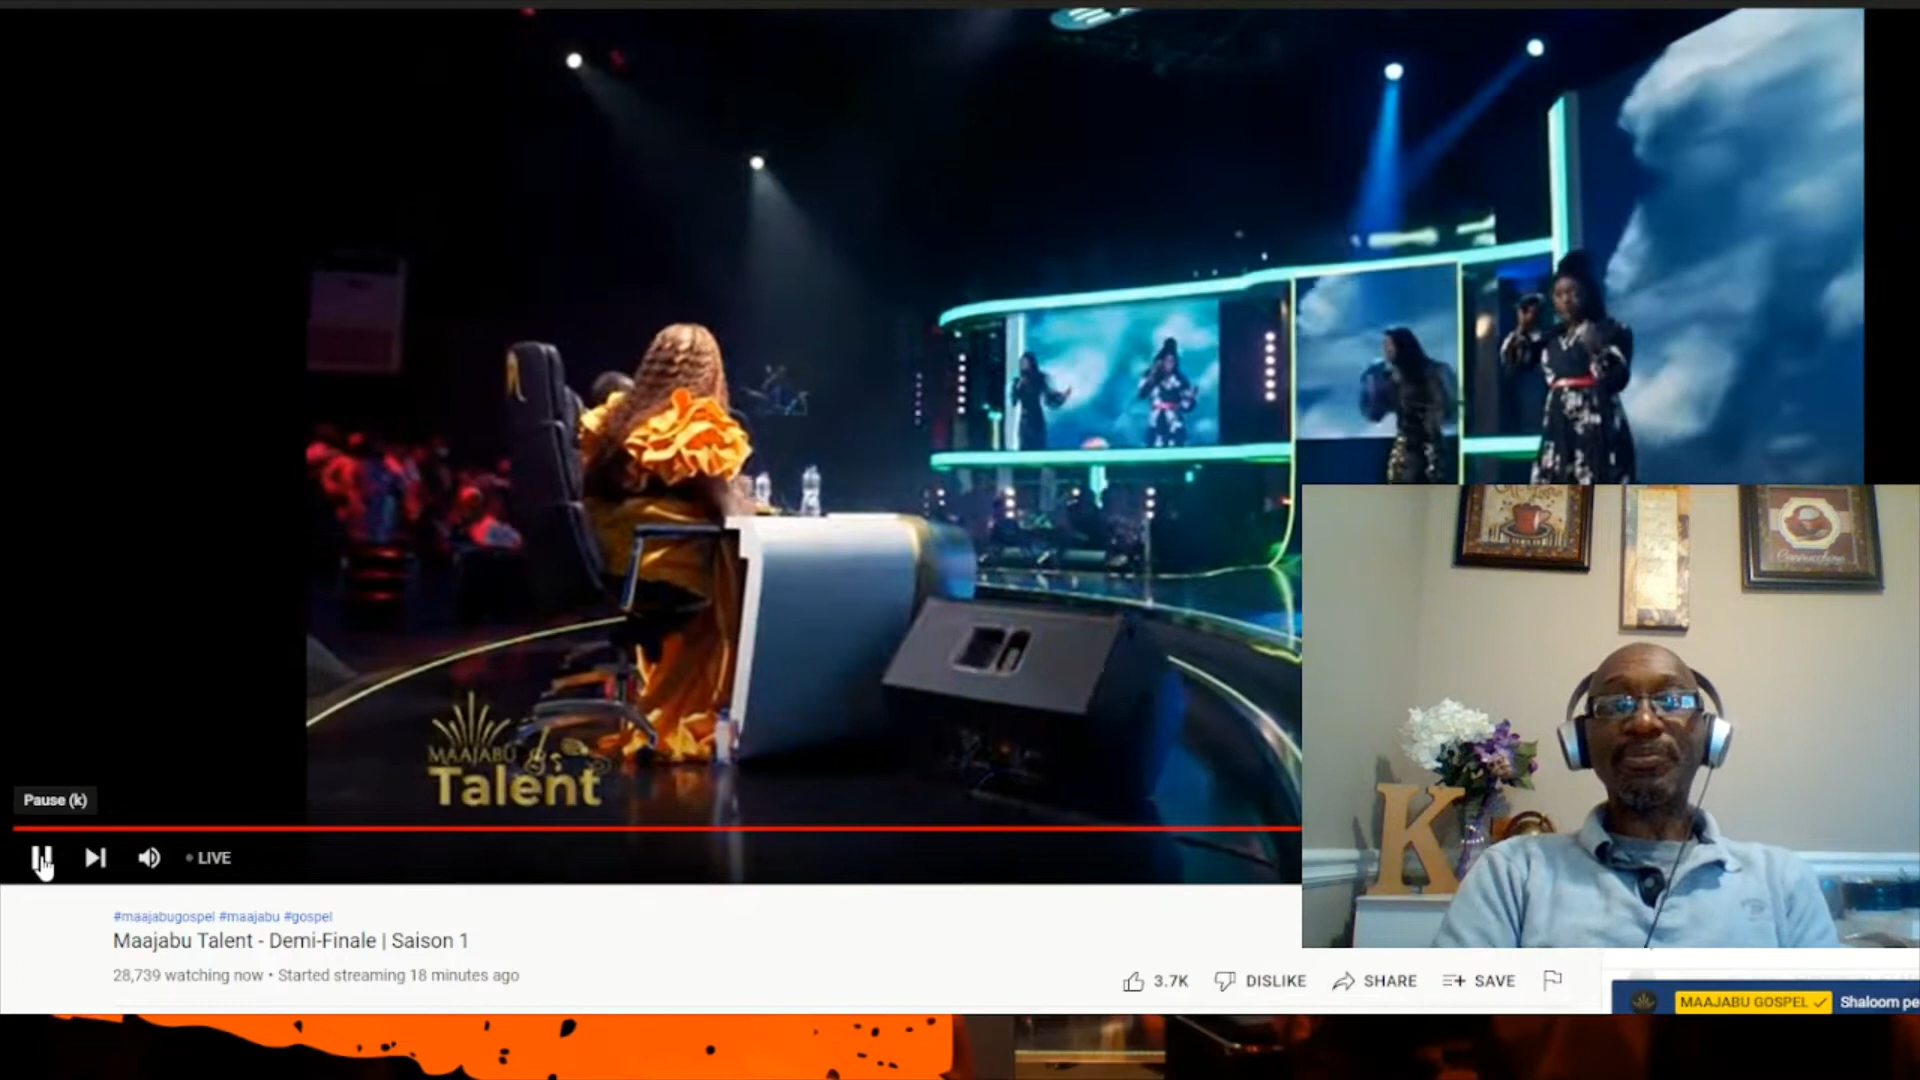 MAAJABU
Talent
Cappuccino
K
Pause (k)
LIVE
#maajabugospel #maajabu #gospel
Maajabu Talent - Demi-Finale | Saison 1
28,739 watching now • Started streaming 18 minutes ago
3.7K
DISLIKE
SHARE
SAVE
MAAJABU GOSPEL
Shaloom pe